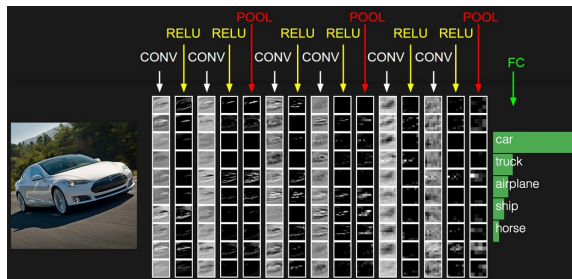 POOL POOL POOL
RELU RELU RELU RELU RELU RELU
CONV CONV CONV CONV CONV CONV
FC
car
truck
airplane
ship
horse